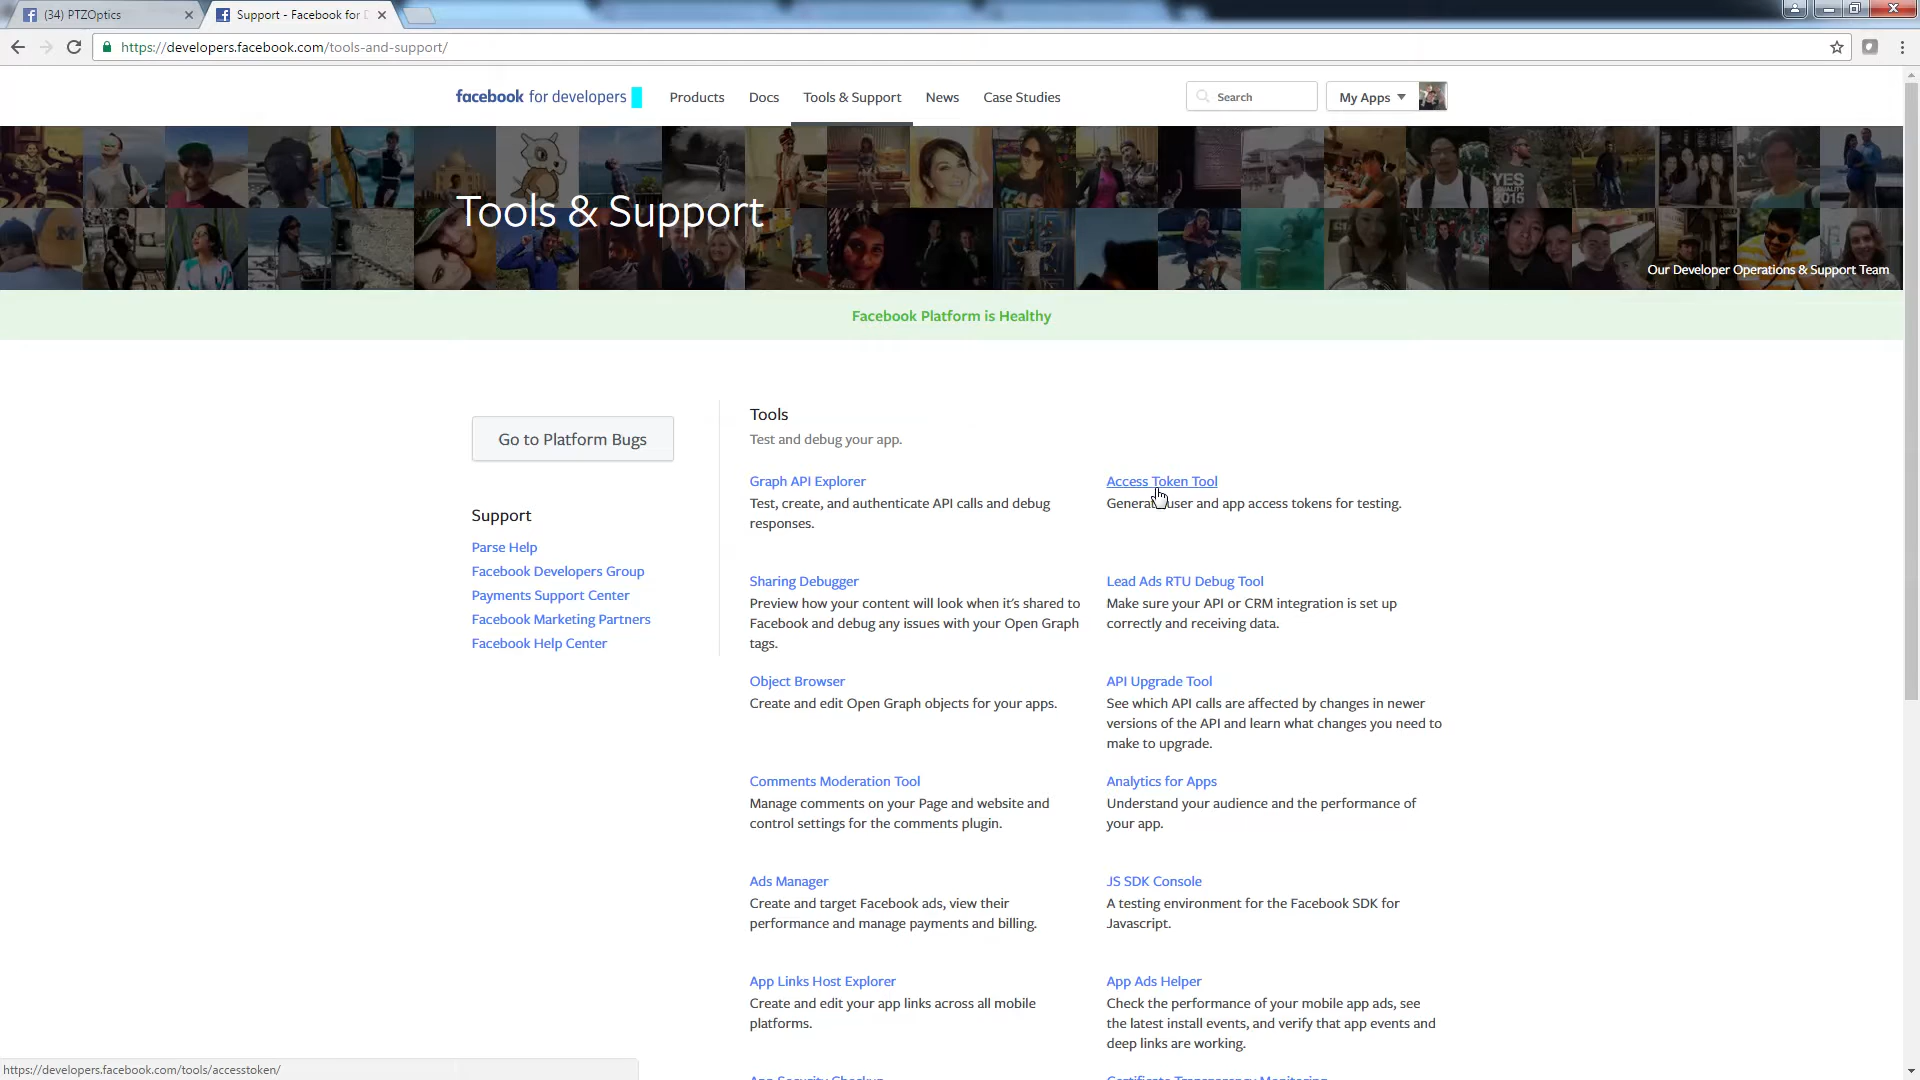 (34) PTZOptics
Support - Facebook for D
https://developers.facebook.com/tools-and-support/
facebook for developers
Products
Docs
Tools & Support
News
Case Studies
Search
My Apps
YES
EQUALITY
2015
M
Tools & Support
Our Developer Operations & Support Team
Facebook Platform is Healthy
Go to Platform Bugs
Support
Parse Help
Facebook Developers Group
Payments Support Center
Facebook Marketing Partners
Facebook Help Center
Tools
Test and debug your app.
Graph API Explorer
Test, create, and authenticate API calls and debug
responses.
Access Token Tool
user and app access tokens for testing.
Sharing Debugger
Preview how your content will look when it's shared to
Facebook and debug any issues with your Open Graph
tags.
Lead Ads RTU Debug Tool
Make sure your API or CRM integration is set up
correctly and receiving data.
Object Browser
Create and edit Open Graph objects for your apps.
API Upgrade Tool
See which API calls are affected by changes in newer
versions of the API and learn what changes you need to
make to upgrade.
Comments Moderation Tool
Manage comments on your Page and website and
control settings for the comments plugin.
Analytics for Apps
Understand your audience and the performance of
your app.
Ads Manager
Create and target Facebook ads, view their
performance and manage payments and billing.
JS SDK Console
A testing environment for the Facebook SDK for
Javascript.
App Links Host Explorer
Create and edit your app links across all mobile
platforms.
App Ads Helper
Check the performance of your mobile app ads, see
the latest install events, and verify that app events and
deep links are working.
App Security Checkup
Certificate Transparency Monitoring
https://developers.facebook.com/tools/accesstoken/